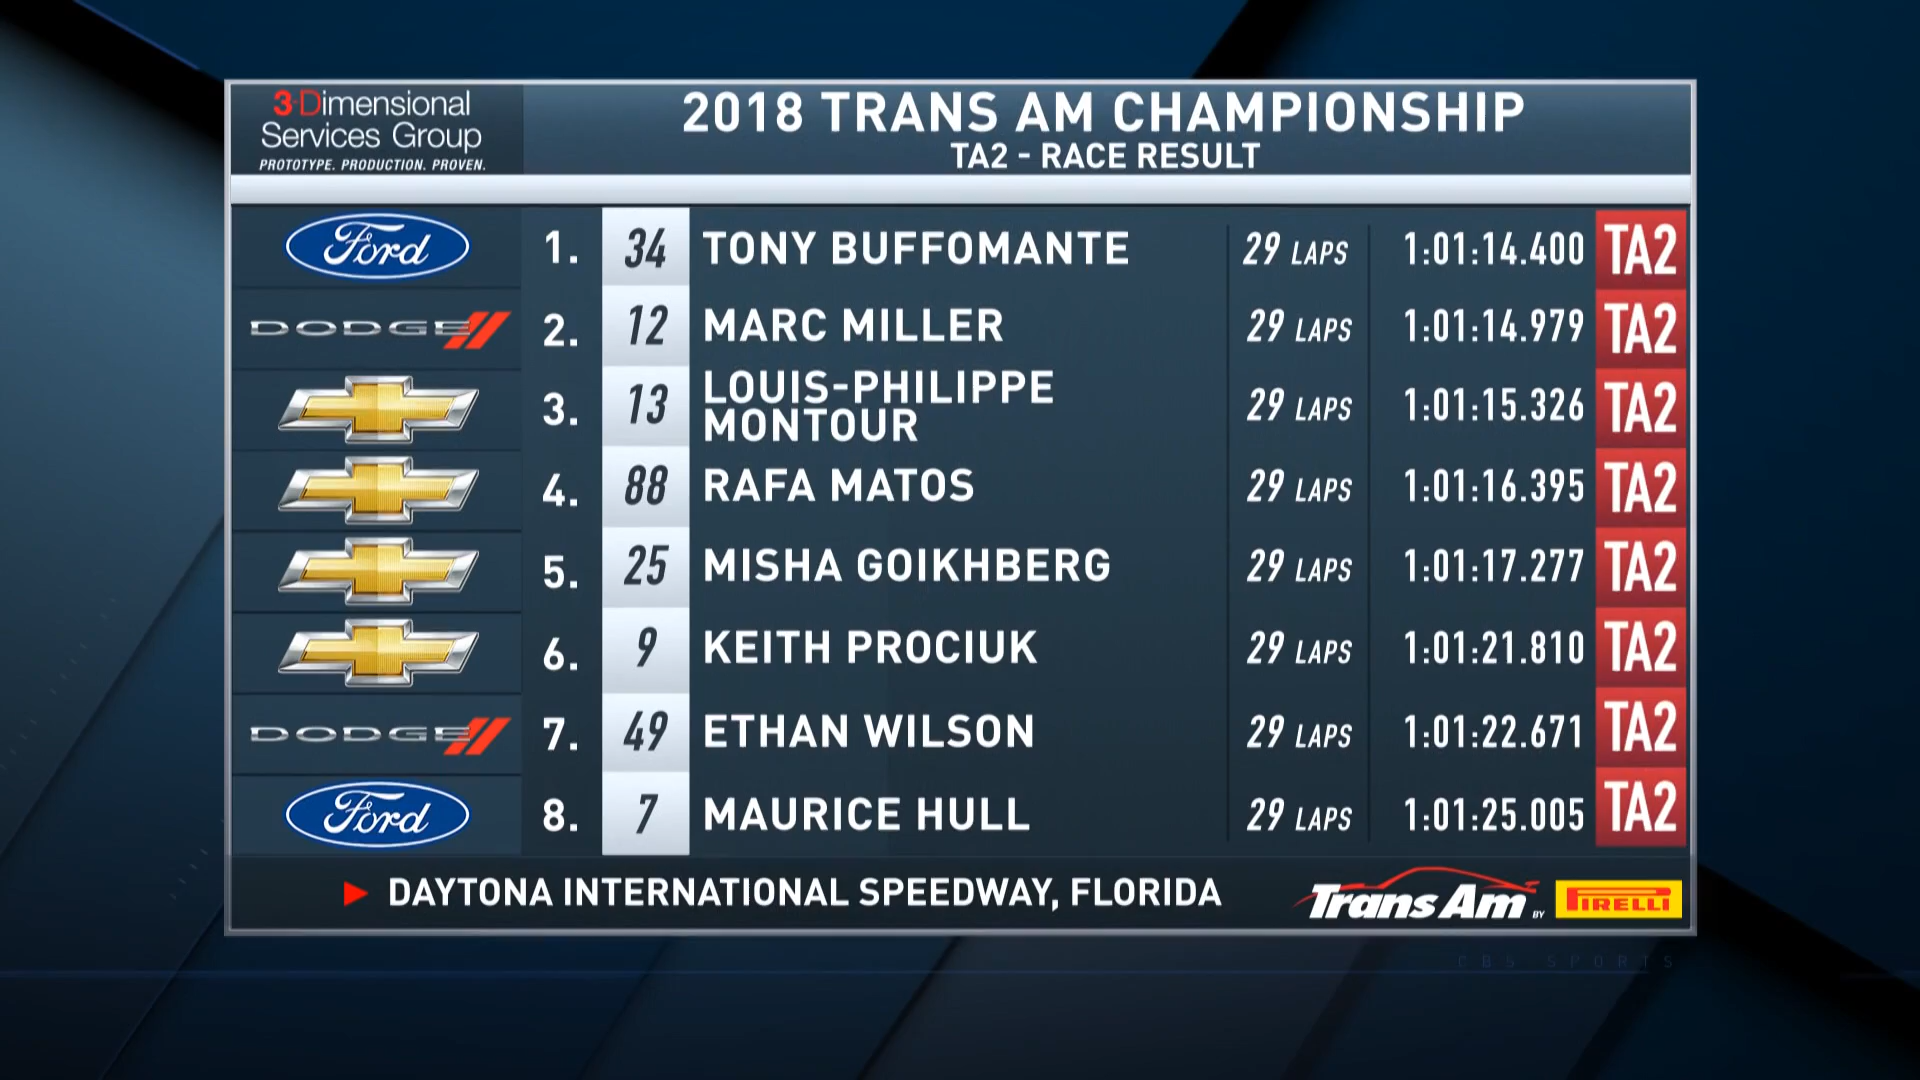 3-Dimensional
Services Group
PROTOTYPE. PRODUCTION. PROVEN.
2018 TRANS AM CHAMPIONSHIP
TA2 - RACE RESULT
Ford 1. 34 TONY BUFFOMANTE 29 LAPS 1:01:14.400 TA2
DODGE 2. 12 MARC MILLER 29 LAPS 1:01:14.979 TA2
3. 13 LOUIS-PHILIPPE
MONTOUR 29 LAPS 1:01:15.326 TA2
4. 88 RAFA MATOS 29 LAPS 1:01:16.395 TA2
5. 25 MISHA GOIKHBERG 29 LAPS 1:01:17.277 TA2
6. 9 KEITH PROCIUK 29 LAPS 1:01:21.810 TA2
DODGE 7. 49 ETHAN WILSON 29 LAPS 1:01:22.671 TA2
Ford 8. 7 MAURICE HULL 29 LAPS 1:01:25.005 TA2
DAYTONA INTERNATIONAL SPEEDWAY, FLORIDA Trans Am BY PIRELLI
CBS SPORTS